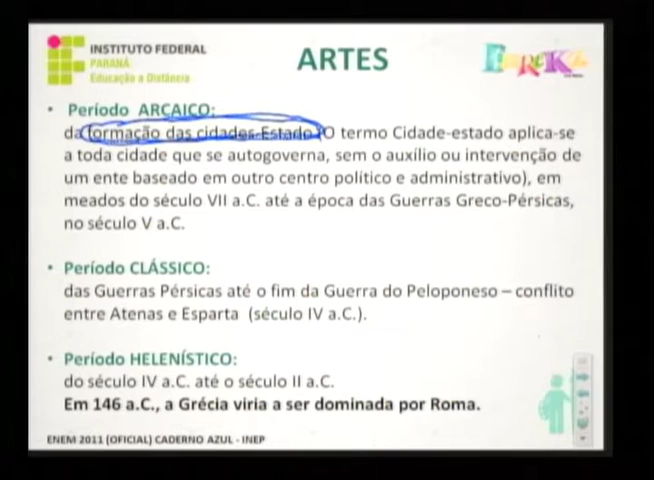 INSTITUTO FEDERAL
PARANÁ
Educação a Distância
ARTES
EUREKA
• Período ARCAICO:
da formação das cidades-Estado (O termo Cidade-estado aplica-se
a toda cidade que se autogoverna, sem o auxílio ou intervenção de
um ente baseado em outro centro político e administrativo), em
meados do século VII a.C. até a época das Guerras Greco-Pérsicas,
no século V a.C.
• Período CLÁSSICO:
das Guerras Pérsicas até o fim da Guerra do Peloponeso – conflito
entre Atenas e Esparta (século IV a.C.).
• Período HELENÍSTICO:
do século IV a.C. até o século II a.C.
Em 146 a.C., a Grécia viria a ser dominada por Roma.
ENEM 2011 (OFICIAL) CADERNO AZUL - INEP